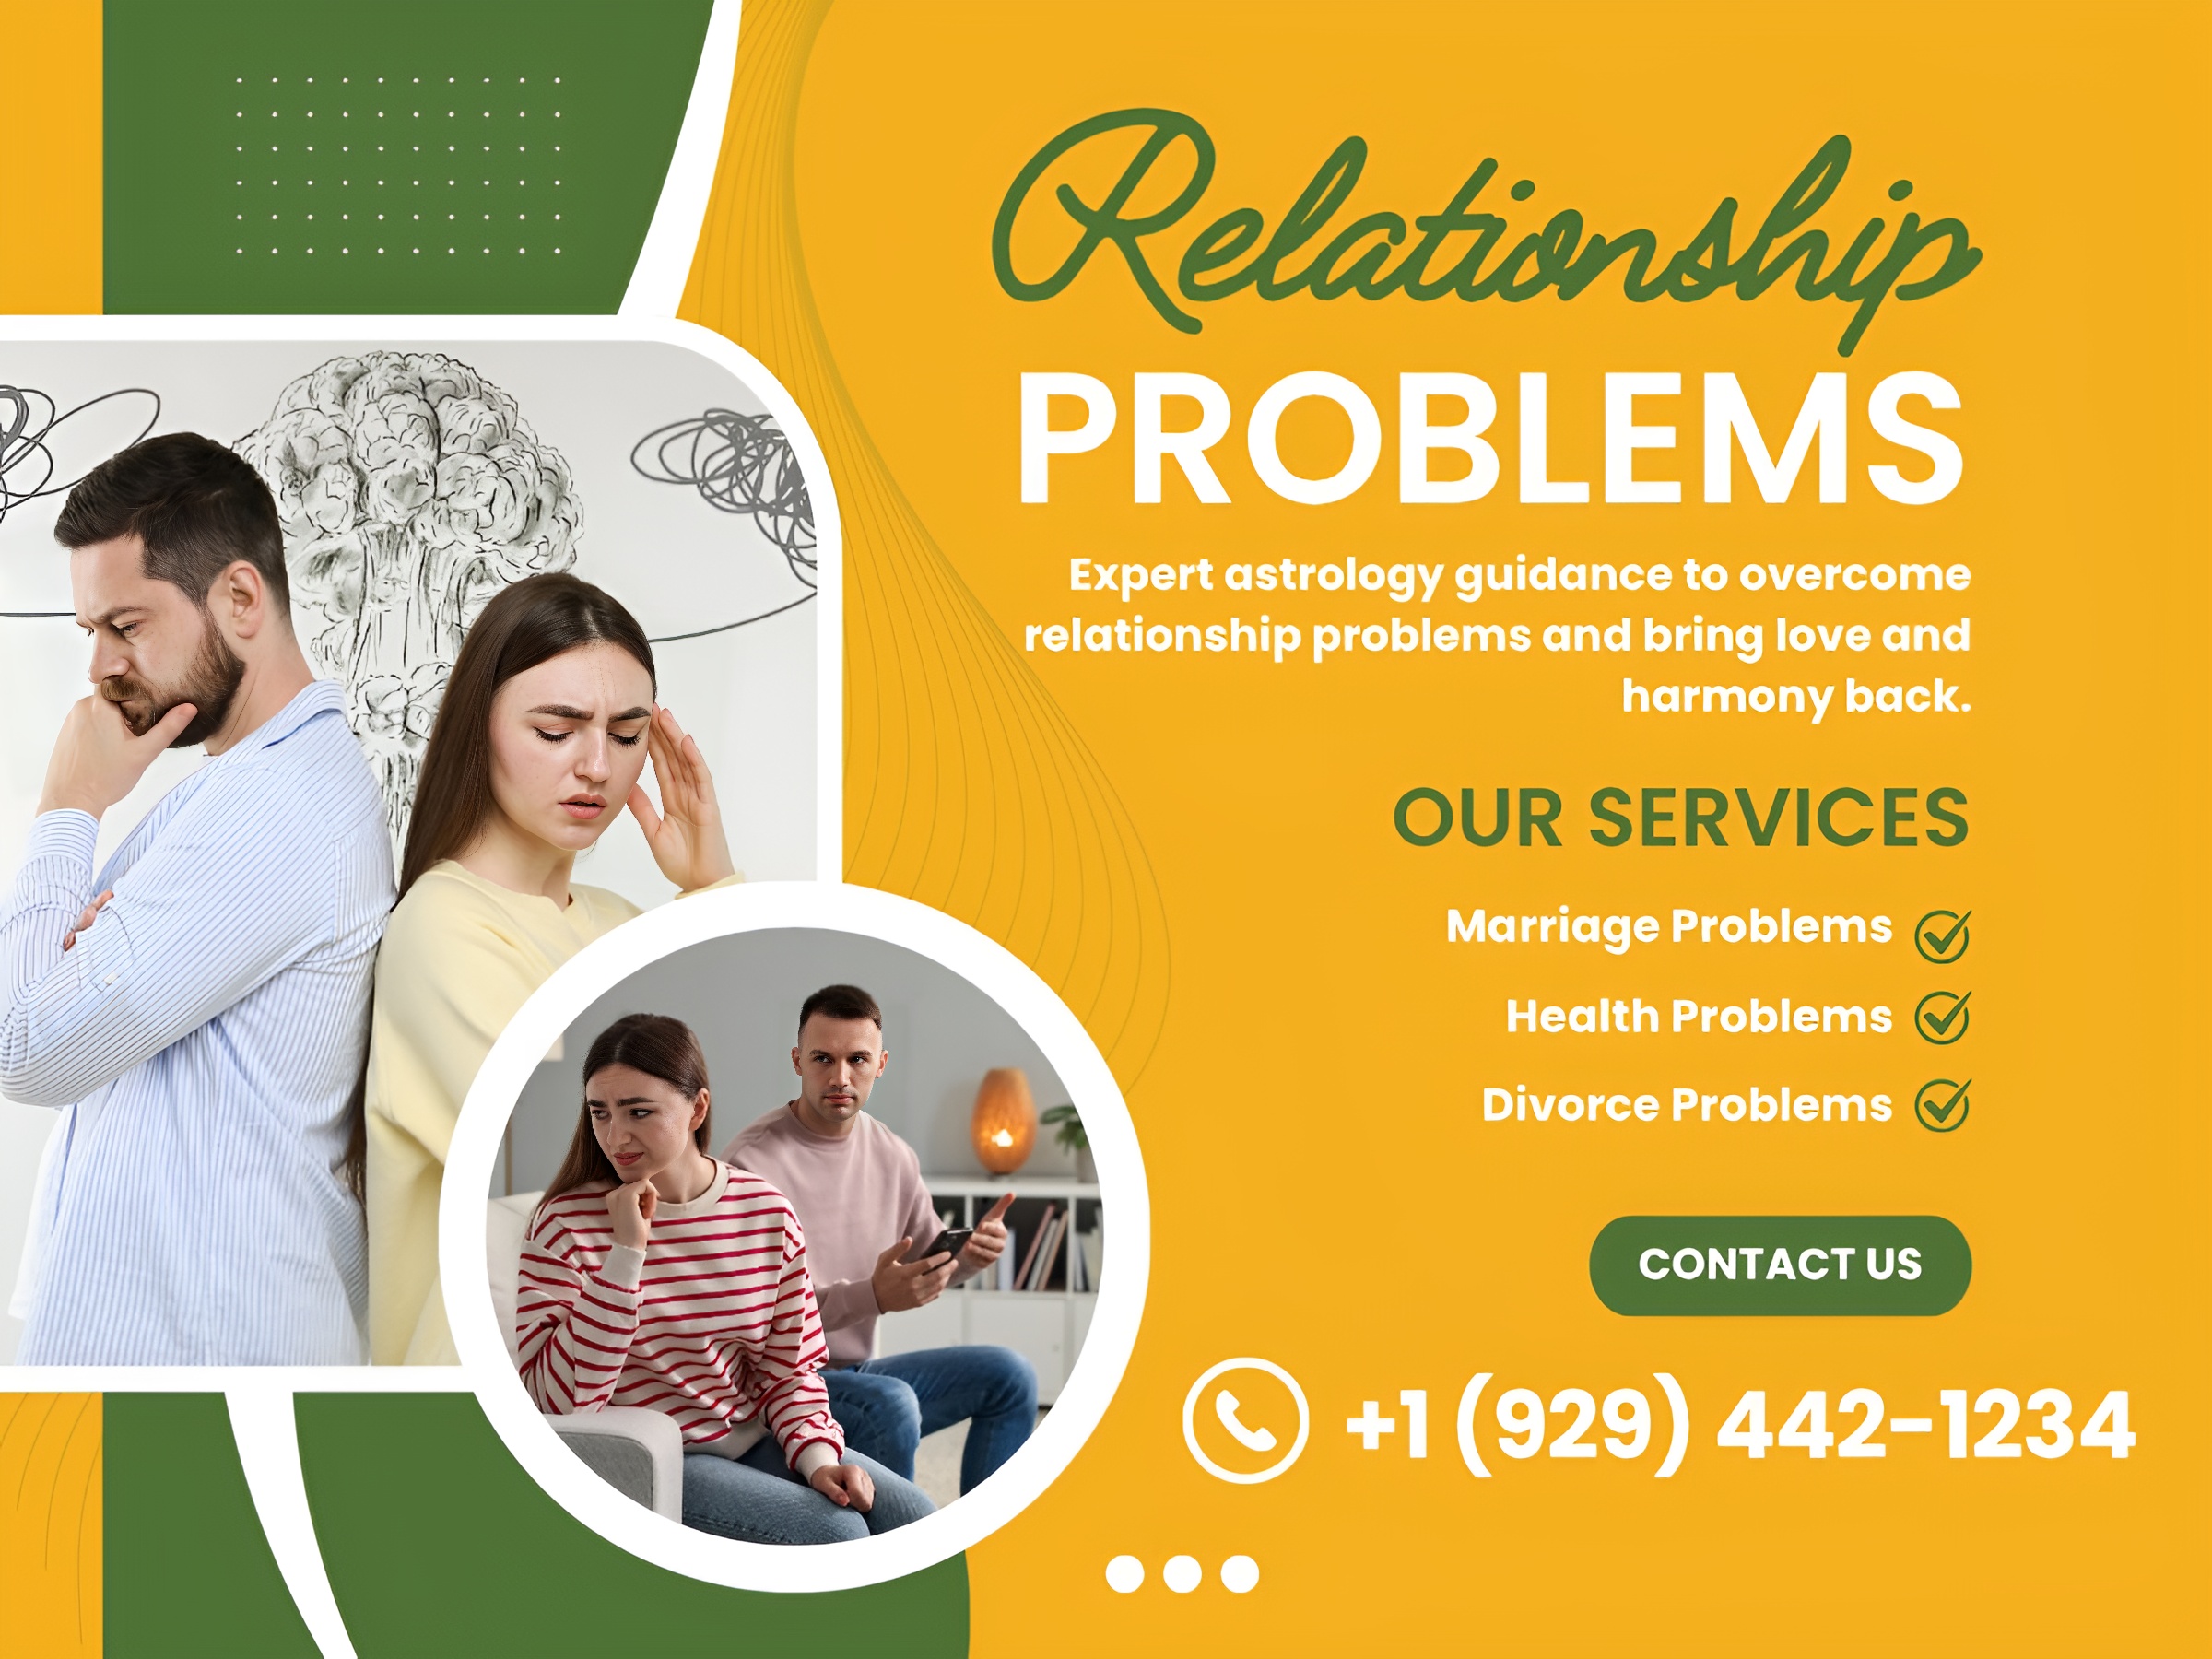 Relationship
PROBLEMS
Expert astrology guidance to overcome
relationship problems and bring love and
harmony back.
OUR SERVICES
Marriage Problems
Health Problems
Divorce Problems
CONTACT US
+1 (929) 442-1234